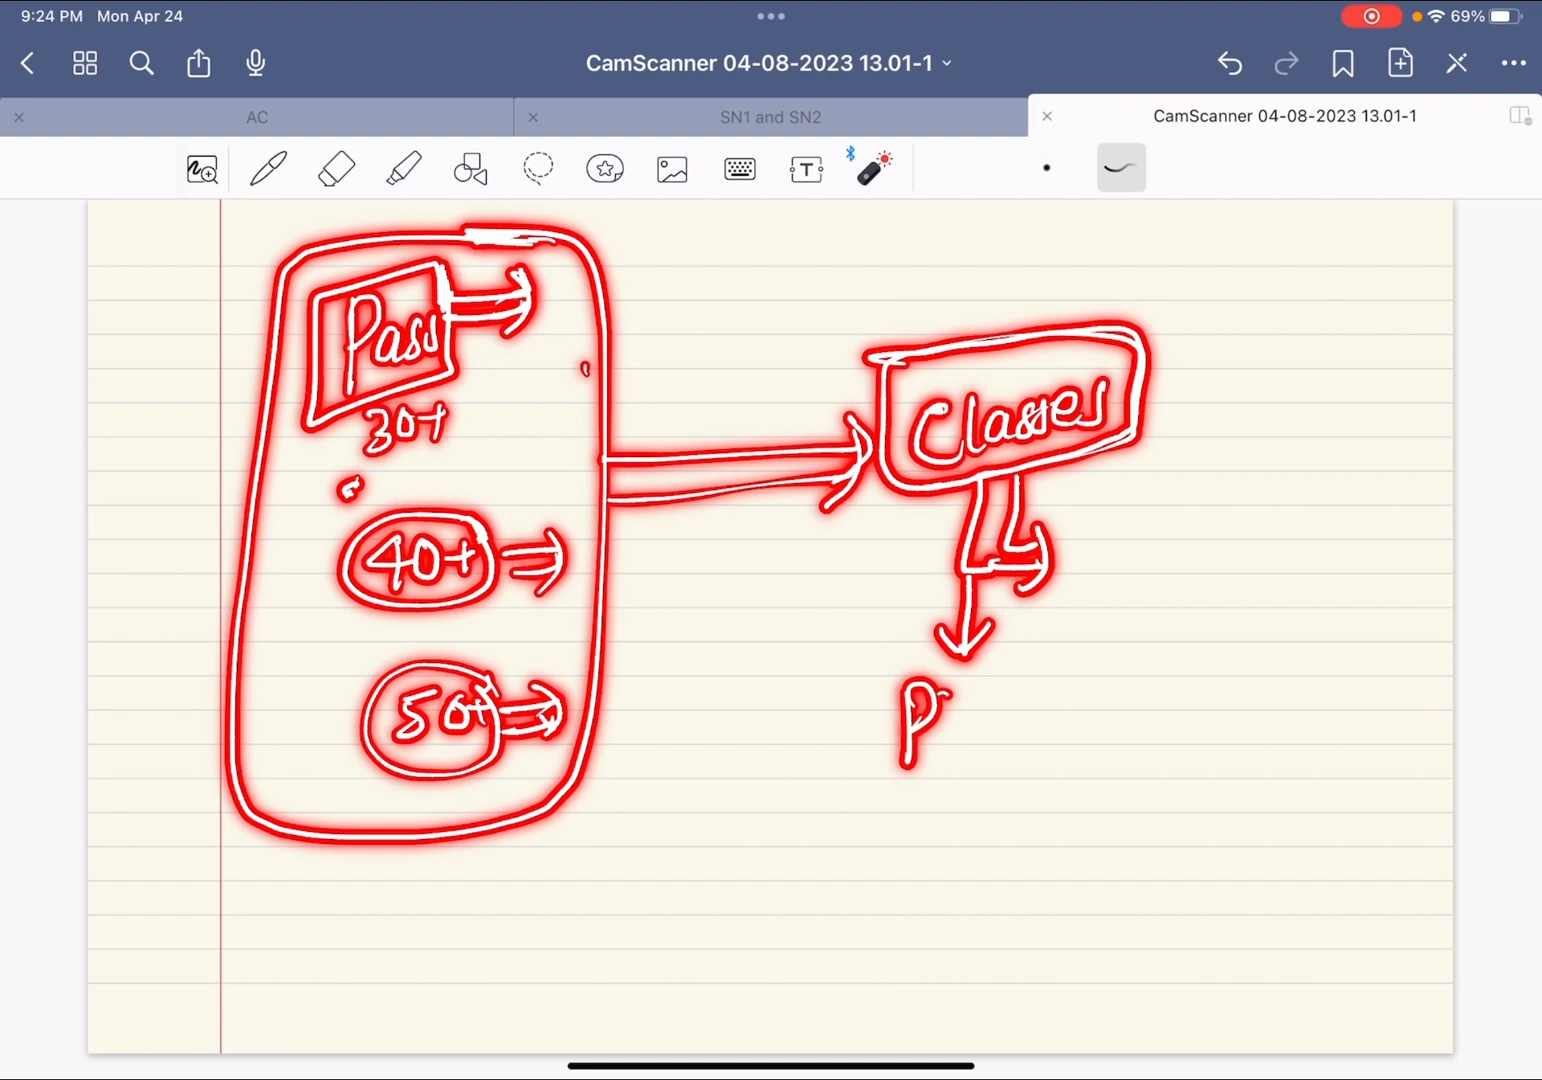 9:24 PM Mon Apr 24
69%
CamScanner 04-08-2023 13.01-1
AC
SN1 and SN2
CamScanner 04-08-2023 13.01-1
T
Pass
30+
40+
50+
Classes
P